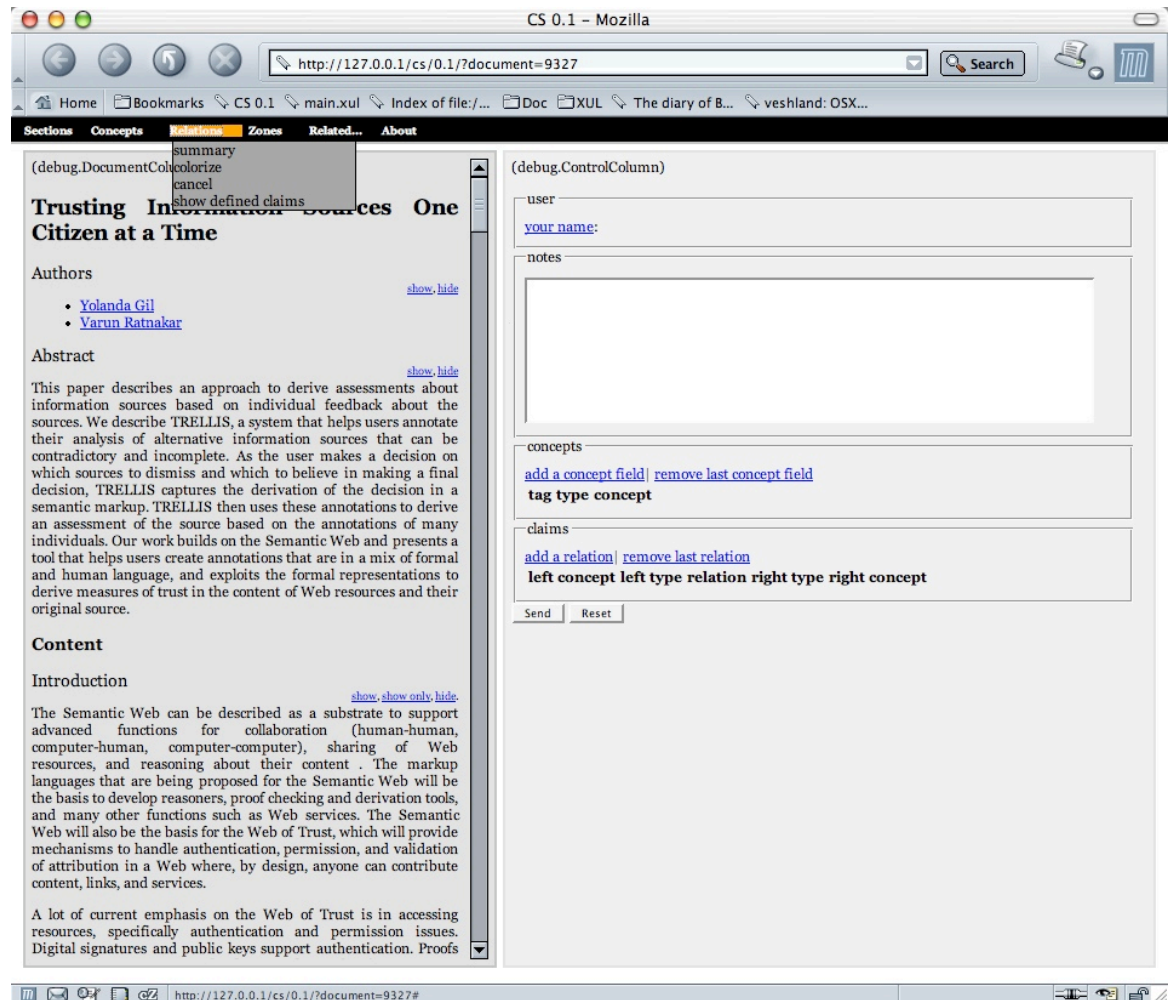 CS 0.1 – Mozilla
http://127.0.0.1/cs/0.1/?document=9327
Search
Home Bookmarks CS 0.1 main.xul Index of file:/... Doc XUL The diary of B... veshland: OSX...
Sections Concepts Relations Zones Related... About
summary
colorize
cancel
show defined claims
(debug.DocumentColu
Trusting Information Sources One
Citizen at a Time
Authors
show, hide
• Yolanda Gil
• Varun Ratnakar
Abstract
show, hide
This paper describes an approach to derive assessments about
information sources based on individual feedback about the
sources. We describe TRELLIS, a system that helps users annotate
their analysis of alternative information sources that can be
contradictory and incomplete. As the user makes a decision on
which sources to dismiss and which to believe in making a final
decision, TRELLIS captures the derivation of the decision in a
semantic markup. TRELLIS then uses these annotations to derive
an assessment of the source based on the annotations of many
individuals. Our work builds on the Semantic Web and presents a
tool that helps users create annotations that are in a mix of formal
and human language, and exploits the formal representations to
derive measures of trust in the content of Web resources and their
original source.
Content
Introduction
show, show only, hide.
The Semantic Web can be described as a substrate to support
advanced functions for collaboration (human-human,
computer-human, computer-computer), sharing of Web
resources, and reasoning about their content . The markup
languages that are being proposed for the Semantic Web will be
the basis to develop reasoners, proof checking and derivation tools,
and many other functions such as Web services. The Semantic
Web will also be the basis for the Web of Trust, which will provide
mechanisms to handle authentication, permission, and validation
of attribution in a Web where, by design, anyone can contribute
content, links, and services.
A lot of current emphasis on the Web of Trust is in accessing
resources, specifically authentication and permission issues.
Digital signatures and public keys support authentication. Proofs
(debug.ControlColumn)
user
your name:
notes
concepts
add a concept field| remove last concept field
tag type concept
claims
add a relation| remove last relation
left concept left type relation right type right concept
Send Reset
http://127.0.0.1/cs/0.1/?document=9327#